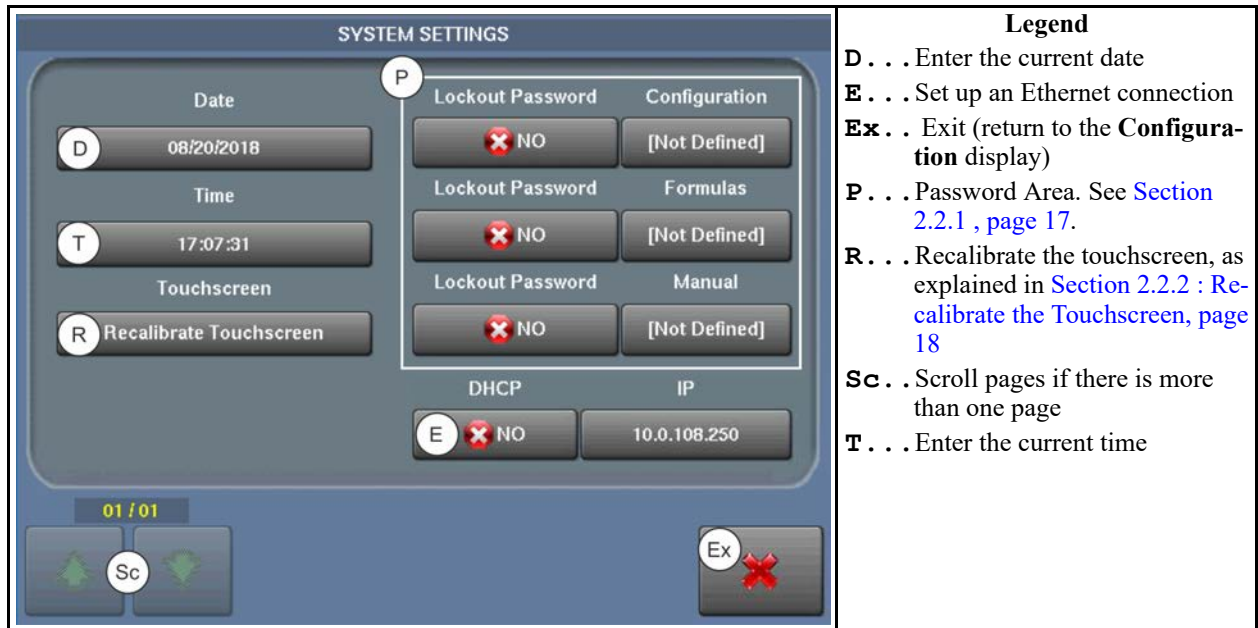 SYSTEM SETTINGS
P
Date
Lockout Password Configuration
D 08/20/2018
NO [Not Defined]
Time
Lockout Password Formulas
T 17:07:31
NO [Not Defined]
Touchscreen
Lockout Password Manual
R Recalibrate Touchscreen
NO [Not Defined]
DHCP IP
E NO 10.0.108.250
01 / 01
Sc
Ex
Legend
D... Enter the current date
E... Set up an Ethernet connection
Ex.. Exit (return to the Configura-
tion display)
P... Password Area. See Section
2.2.1 , page 17.
R... Recalibrate the touchscreen, as
explained in Section 2.2.2 : Re-
calibrate the Touchscreen, page
18
Sc.. Scroll pages if there is more
than one page
T... Enter the current time